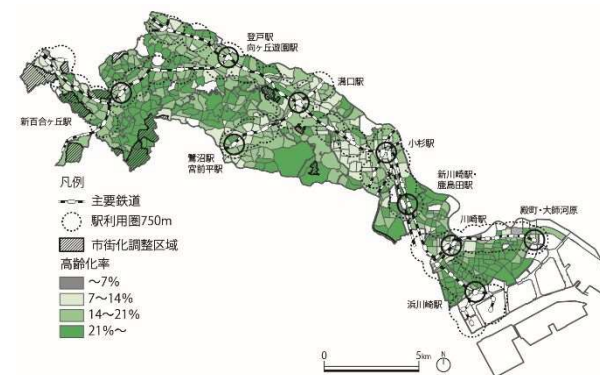 登戸駅
向ヶ丘遊園駅
溝口駅
新百合ヶ丘駅
小杉駅
鷺沼駅
宮前平駅
新川崎駅・
鹿島田駅
川崎駅
殿町・大師河原
浜川崎駅
凡例
主要鉄道
駅利用圏750m
市街化調整区域
高齢化率
～7%
7～14%
14～21%
21%～
0
5km
N